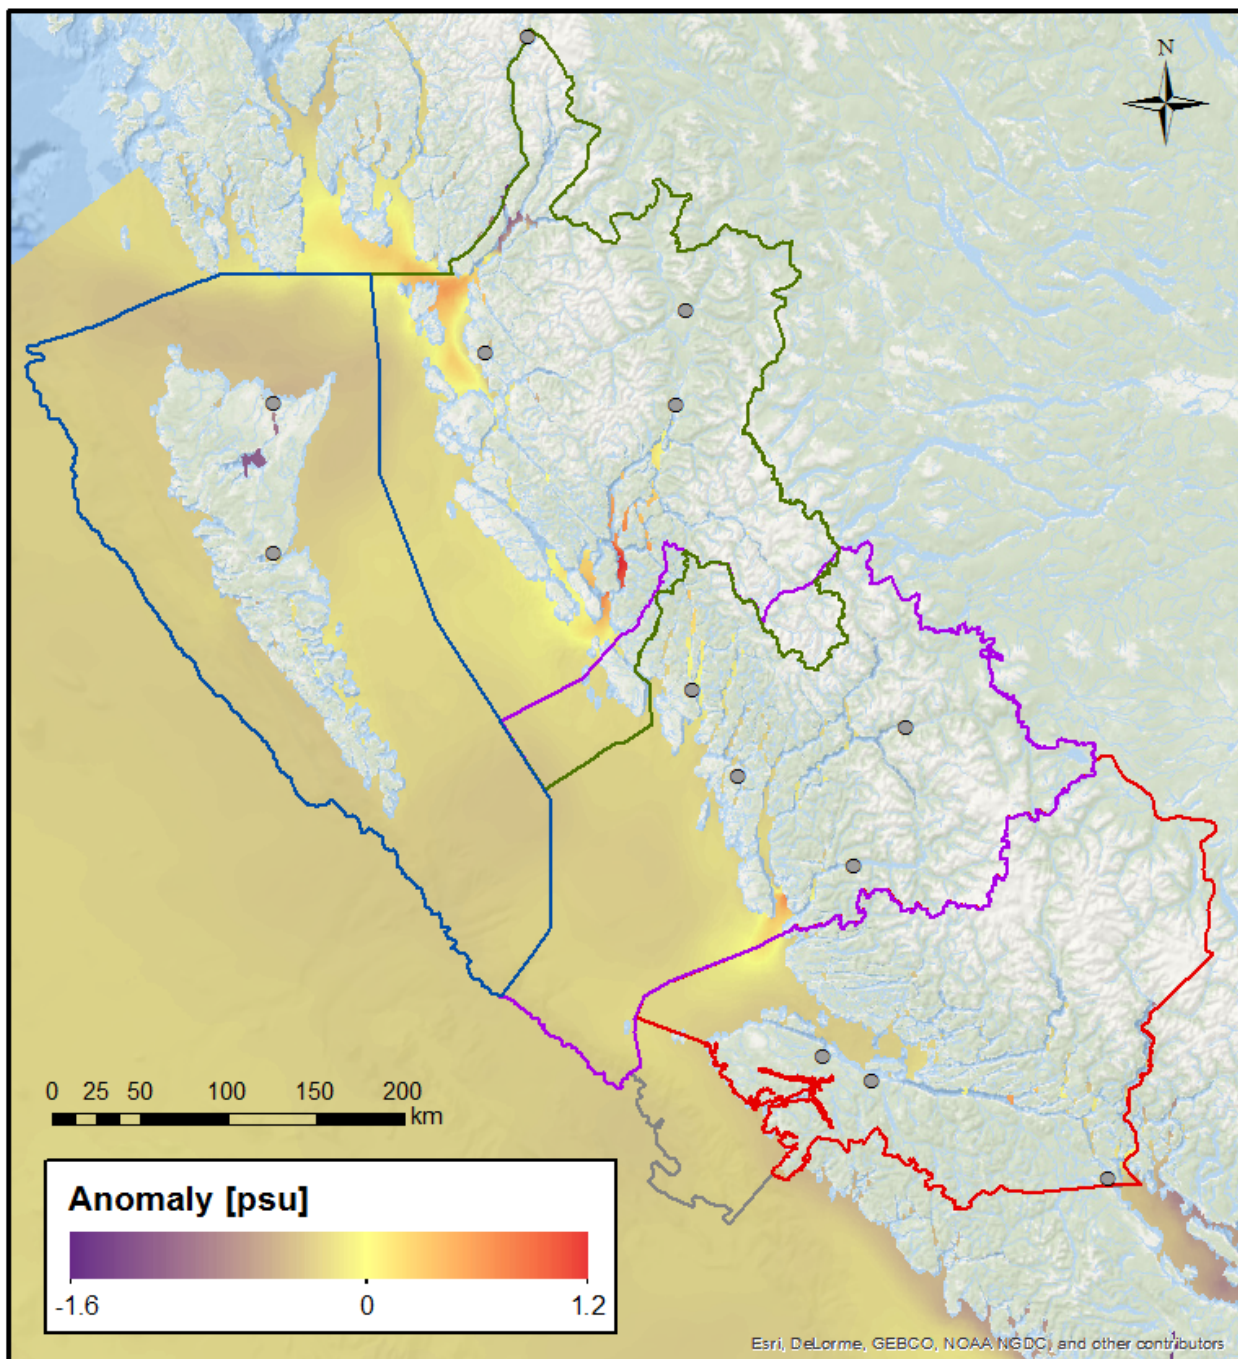 N
0 25 50 100 150 200
km
Anomaly [psu]
-1.6 0 1.2
Esri, DeLorme, GEBCO, NOAA NGDC, and other contributors